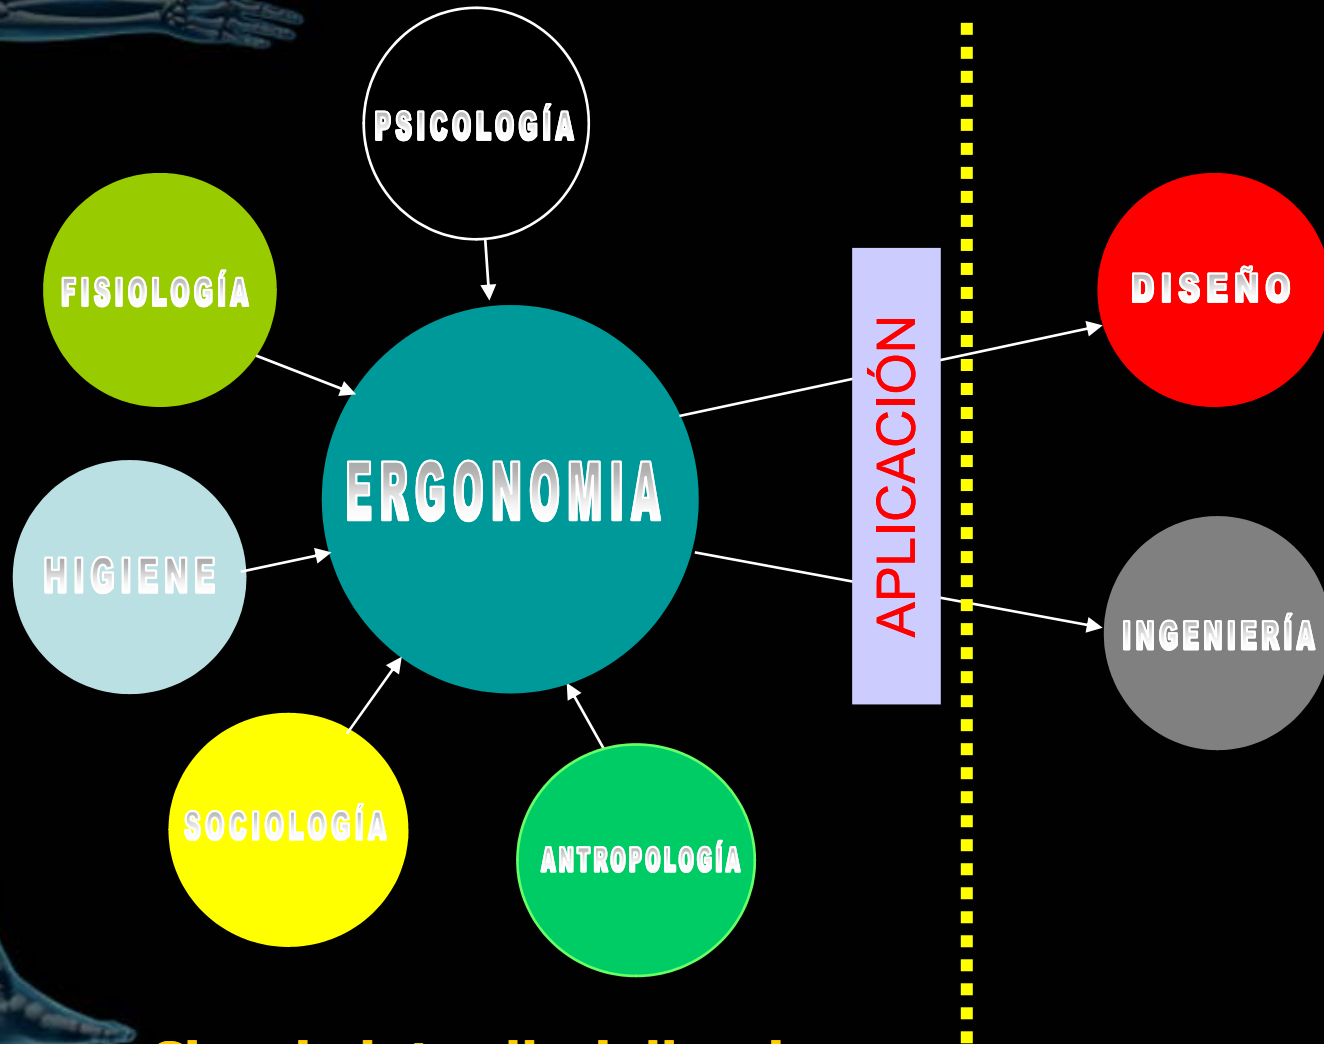 PSICOLOGÍA
FISIOLOGÍA
DISEÑO
APLICACIÓN
ERGONOMIA
HIGIENE
INGENIERÍA
SOCIOLOGÍA
ANTROPOLOGÍA